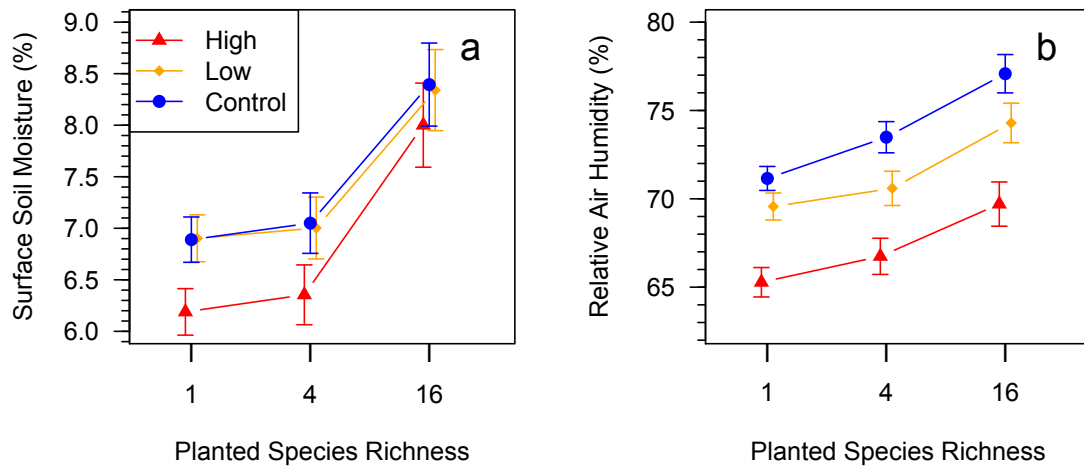 Surface Soil Moisture (%)
9.0
8.5
8.0
7.5
7.0
6.5
6.0
High
Low
Control
a
1
4
16
Planted Species Richness
Relative Air Humidity (%)
80
75
70
65
b
1
4
16
Planted Species Richness